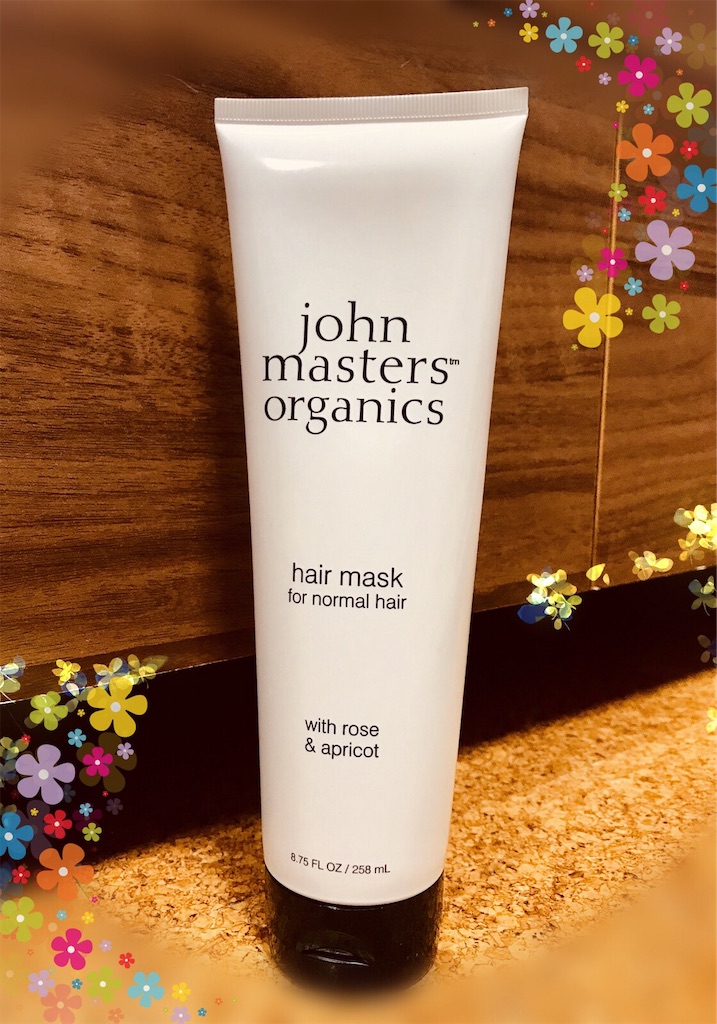 john
masters™
organics
hair mask
for normal hair
with rose
& apricot
8.75 FL OZ / 258 mL